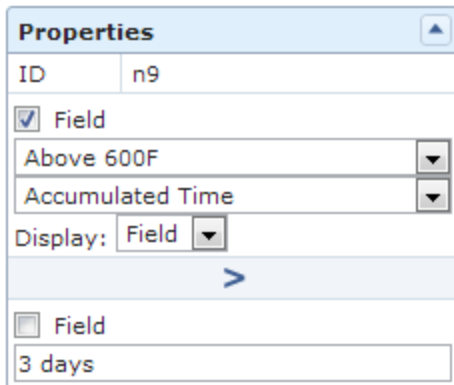 Properties
ID n9
Field
Above 600F
Accumulated Time
Display: Field
>
Field
3 days